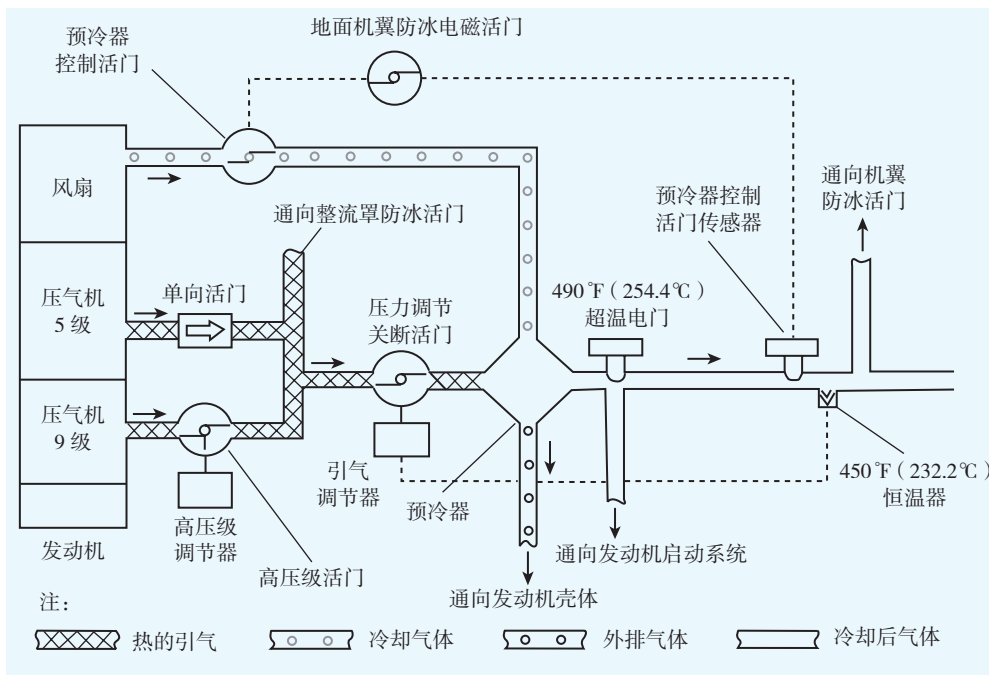 地面机翼防冰电磁活门
预冷器
控制活门
风扇
通向整流罩防冰活门
预冷器控制
活门传感器
通向机翼
防冰活门
压气机
5 级
单向活门
压力调节
关断活门
490℉(254.4℃)
超温电门
压气机
9 级
引气
调节器
预冷器
450℉(232.2℃)
恒温器
发动机
高压级
调节器
高压级活门
通向发动机启动系统
通向发动机壳体
注:
热的引气
冷却气体
外排气体
冷却后气体